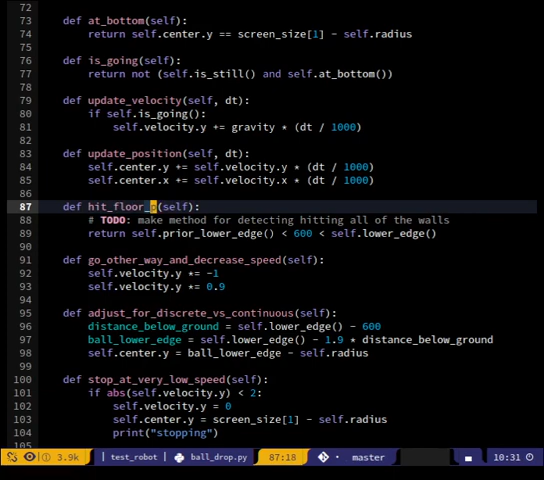 72
73 def at_bottom(self):
74 return self.center.y == screen_size[1] - self.radius
75
76 def is_going(self):
77 return not (self.is_still() and self.at_bottom())
78
79 def update_velocity(self, dt):
80 if self.is_going():
81 self.velocity.y += gravity * (dt / 1000)
82
83 def update_position(self, dt):
84 self.center.y += self.velocity.y * (dt / 1000)
85 self.center.x += self.velocity.x * (dt / 1000)
86
87 def hit_floor_p(self):
88 # TODO: make method for detecting hitting all of the walls
89 return self.prior_lower_edge() < 600 < self.lower_edge()
90
91 def go_other_way_and_decrease_speed(self):
92 self.velocity.y *= -1
93 self.velocity.y *= 0.9
94
95 def adjust_for_discrete_vs_continuous(self):
96 distance_below_ground = self.lower_edge() - 600
97 ball_lower_edge = self.lower_edge() - 1.9 * distance_below_ground
98 self.center.y = ball_lower_edge - self.radius
99
100 def stop_at_very_low_speed(self):
101 if abs(self.velocity.y) < 2:
102 self.velocity.y = 0
103 self.center.y = screen_size[1] - self.radius
104 print("stopping")
105
3.9k | test_robot ball_drop.py 87:18 master 10:31